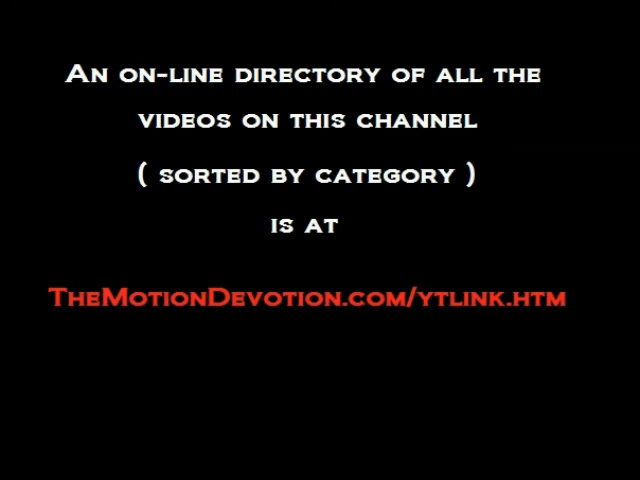 An on-line directory of all the
videos on this channel
( sorted by category )
is at
TheMotionDevotion.com/ytlink.htm